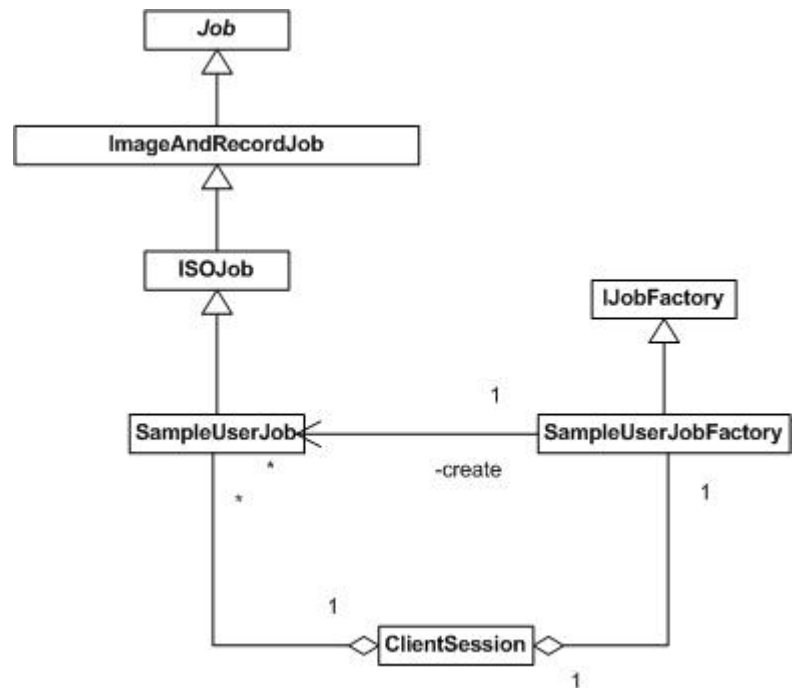 Job
ImageAndRecordJob
ISOJob
IJobFactory
1
SampleUserJob
SampleUserJobFactory
*
-create
*
1
1
ClientSession
1